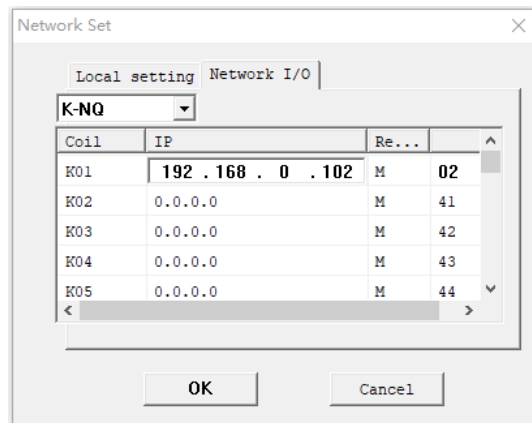 Network Set
Local setting Network I/O
K-NQ
Coil IP Re...
K01 192 . 168 . 0 . 102 M 02
K02 0.0.0.0 M 41
K03 0.0.0.0 M 42
K04 0.0.0.0 M 43
K05 0.0.0.0 M 44
OK Cancel